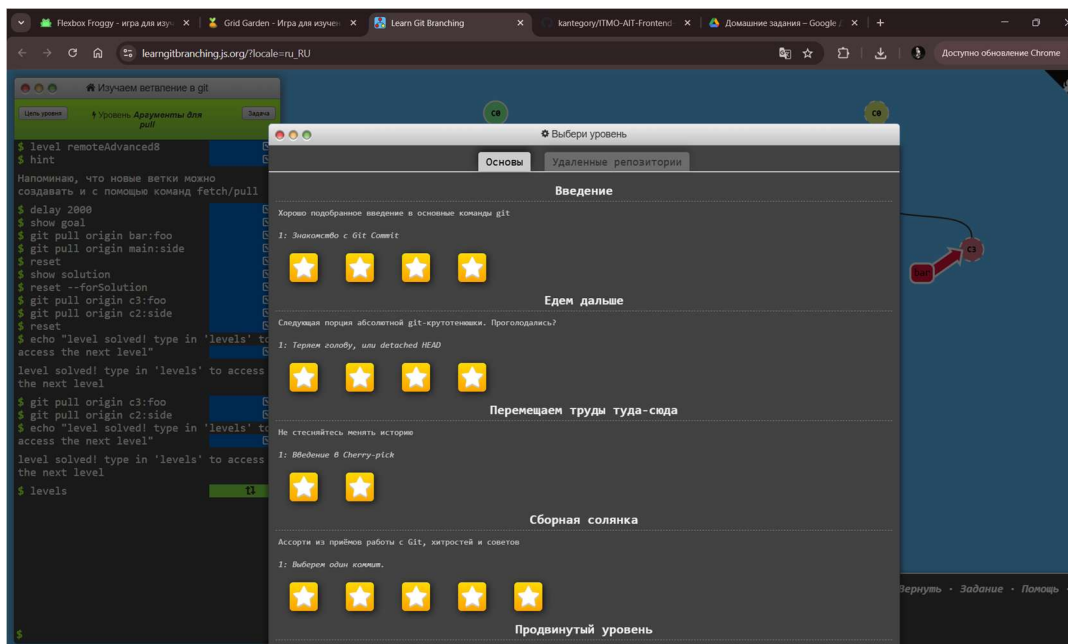 Flexbox Froggy - игра для изуч
Grid Garden - Игра для изучен
Learn Git Branching
kantegory/ITMO-AIT-Frontend-
Домашние задания – Google
learngitbranching.js.org/?locale=ru_RU
Доступно обновление Chrome
Изучаем ветвление в git
Цель уровня
Уровень Аргументы для pull
Задача
$ level remoteAdvanced8
$ hint
Напоминаю, что новые ветки можно
создавать и с помощью команд fetch/pull
$ delay 2000
$ show goal
$ git pull origin bar:foo
$ git pull origin main:side
$ reset
$ show solution
$ reset --forSolution
$ git pull origin c3:foo
$ git pull origin c2:side
$ reset
$ echo "level solved! type in 'levels' to
access the next level"
level solved! type in 'levels' to access
the next level
$ git pull origin c3:foo
$ git pull origin c2:side
$ echo "level solved! type in 'levels' to
access the next level"
level solved! type in 'levels' to access
the next level
$ levels
$
C0
C0
C3
bar
Выбери уровень
Основы
Удаленные репозитории
Введение
Хорошо подобранное введение в основные команды git
1: Знакомство с Git Commit
Едем дальше
Следующая порция абсолютной git-крутотенюшки. Проголодались?
1: Теряем голову, или detached HEAD
Перемещаем труды туда-сюда
Не стесняйтесь менять историю
1: Введение в Cherry-pick
Сборная солянка
Ассорти из приёмов работы с Git, хитростей и советов
1: Выберем один коммит.
Продвинутый уровень
Вернуть · Задание · Помощь